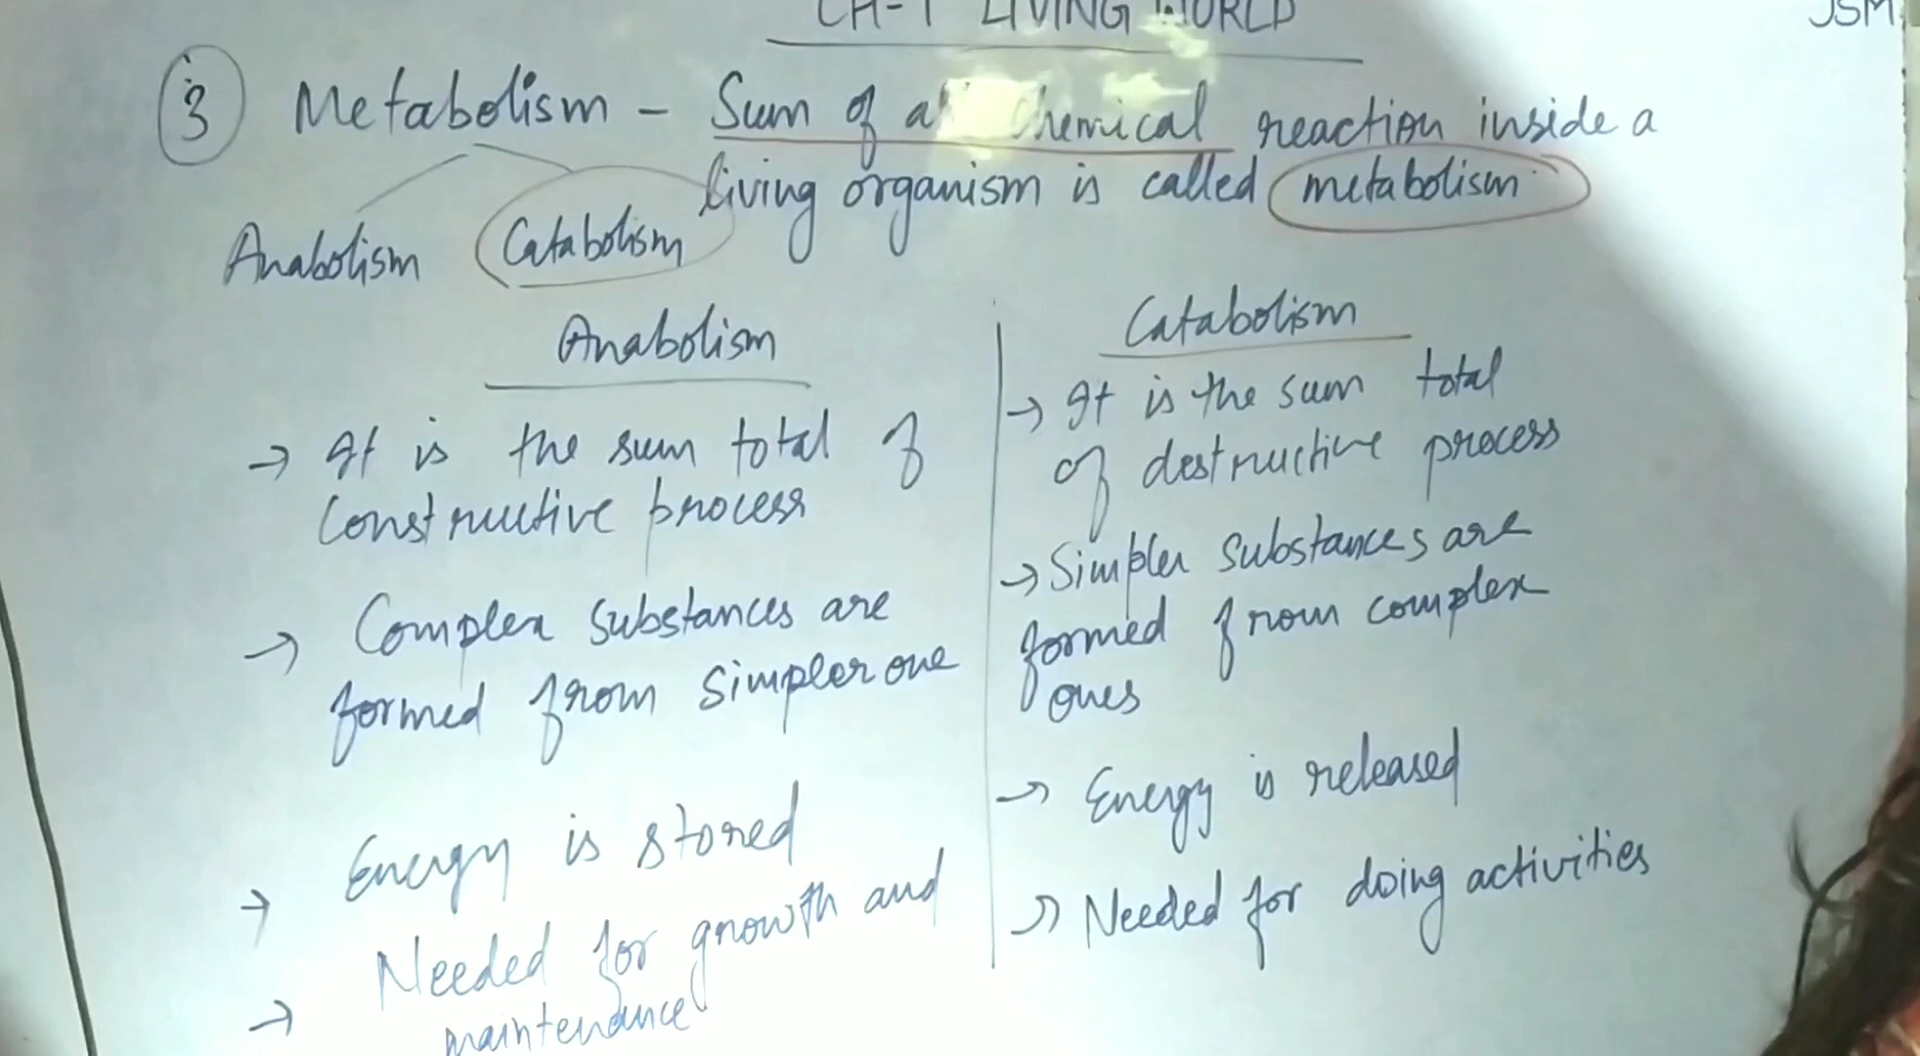 CH-1 LIVING WORLD
JSM
3 Metabolism - Sum of all chemical reaction inside a
living organism is called metabolism
Anabolism Catabolism
Anabolism
→ It is the sum total of
constructive process
→ Complex substances are
formed from simpler one
→ Energy is stored
→ Needed for growth and
maintenance
Catabolism
→ It is the sum total
of destructive process
→ Simpler substances are
formed from complex
ones
→ Energy is released
→ Needed for doing activities